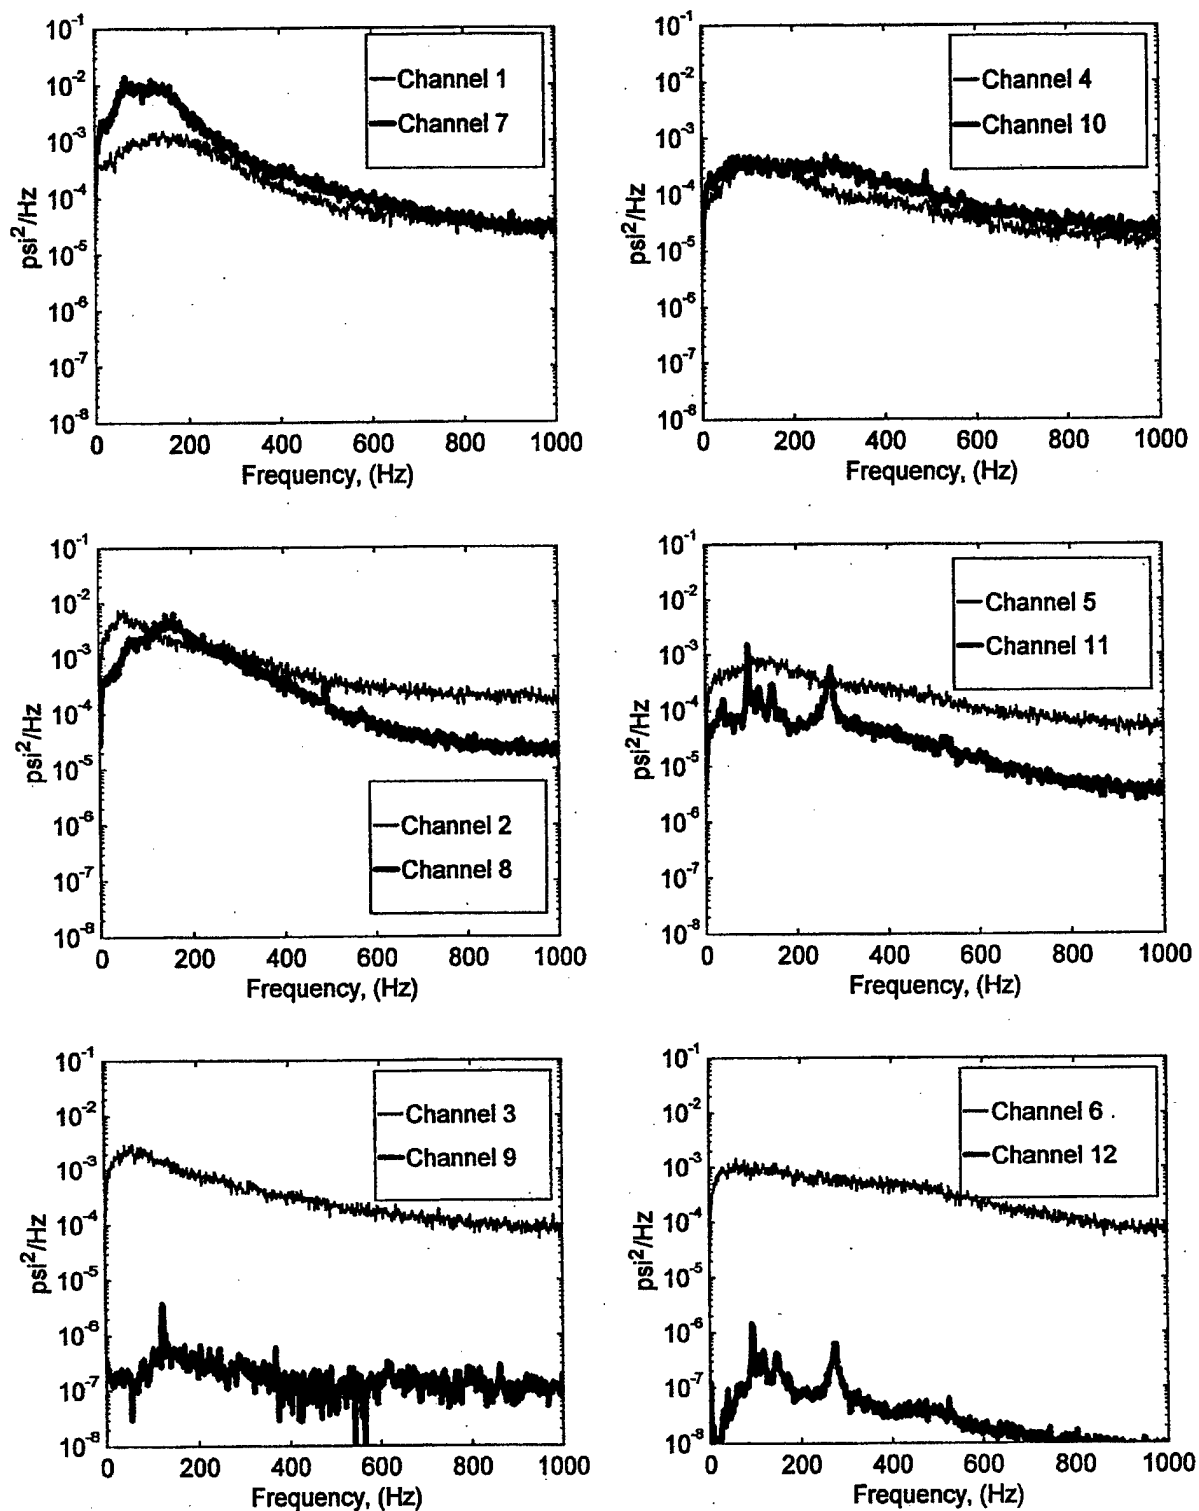 10^-1
10^-2
10^-3
10^-4
10^-5
10^-6
10^-7
10^-8
psi^2/Hz
Channel 1
Channel 7
0 200 400 600 800 1000
Frequency, (Hz)
10^-1
10^-2
10^-3
10^-4
10^-5
10^-6
10^-7
10^-8
psi^2/Hz
Channel 4
Channel 10
0 200 400 600 800 1000
Frequency, (Hz)
10^-1
10^-2
10^-3
10^-4
10^-5
10^-6
10^-7
10^-8
psi^2/Hz
Channel 2
Channel 8
0 200 400 600 800 1000
Frequency, (Hz)
10^-1
10^-2
10^-3
10^-4
10^-5
10^-6
10^-7
10^-8
psi^2/Hz
Channel 5
Channel 11
0 200 400 600 800 1000
Frequency, (Hz)
10^-1
10^-2
10^-3
10^-4
10^-5
10^-6
10^-7
10^-8
psi^2/Hz
Channel 3
Channel 9
0 200 400 600 800 1000
Frequency, (Hz)
10^-1
10^-2
10^-3
10^-4
10^-5
10^-6
10^-7
10^-8
psi^2/Hz
Channel 6
Channel 12
0 200 400 600 800 1000
Frequency, (Hz)